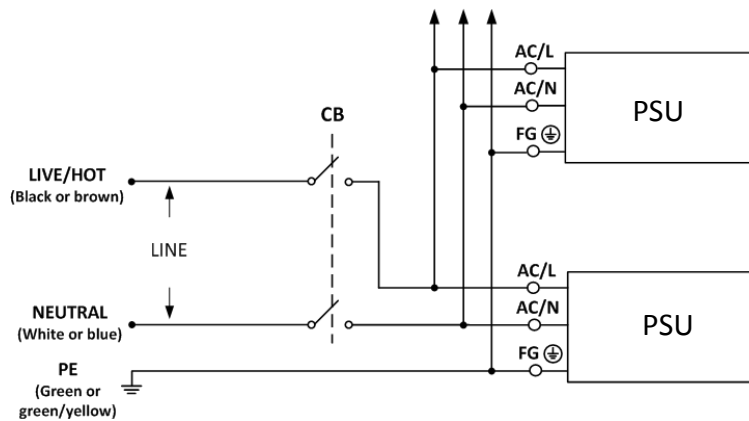 AC/L
AC/N
PSU
CB
FG
LIVE/HOT
(Black or brown)
LINE
AC/L
NEUTRAL
(White or blue)
AC/N
PSU
PE
FG
(Green or
green/yellow)